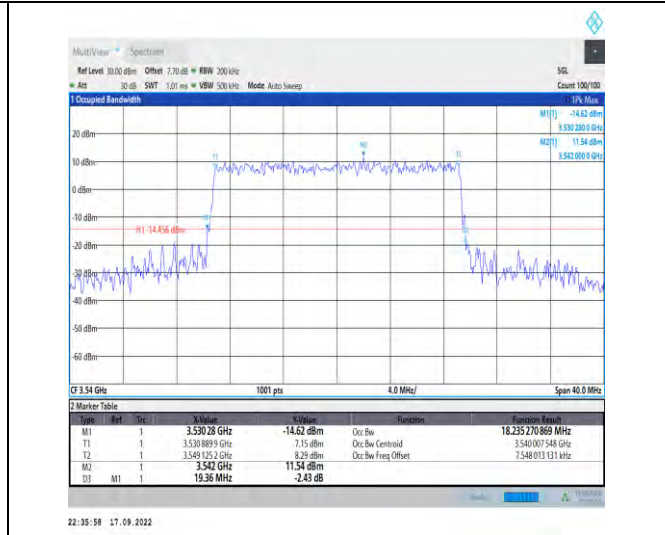 MultiView Spectrum
Ref Level 30.00 dBm Offset 7.70 dB RBW 200 kHz SGL
Att 30 dB SWT 1.01 ms VBW 500 kHz Mode Auto Sweep Count 100/100
1 Occupied Bandwidth 1Pk Max
M1[1] -14.62 dBm
3.530 280 0 GHz
M2[1] 11.54 dBm
3.542 000 0 GHz
20 dBm
M2
T1
10 dBm
0 dBm
-10 dBm
H1 -14.456 dBm
-20 dBm
-30 dBm
-40 dBm
-50 dBm
-60 dBm
CF 3.54 GHz 1001 pts 4.0 MHz/ Span 40.0 MHz
2 Marker Table
Type Ref Trc X-Value Y-Value Function Function Result
M1 1 3.530 28 GHz -14.62 dBm Occ Bw 18.235 270 869 MHz
T1 1 3.530 889 9 GHz 7.15 dBm Occ Bw Centroid 3.540 007 548 GHz
T2 1 3.549 125 2 GHz 8.29 dBm Occ Bw Freq Offset 7.548 013 131 kHz
M2 1 3.542 GHz 11.54 dBm
D3 M1 1 19.36 MHz -2.43 dB
22:35:58 17.09.2022